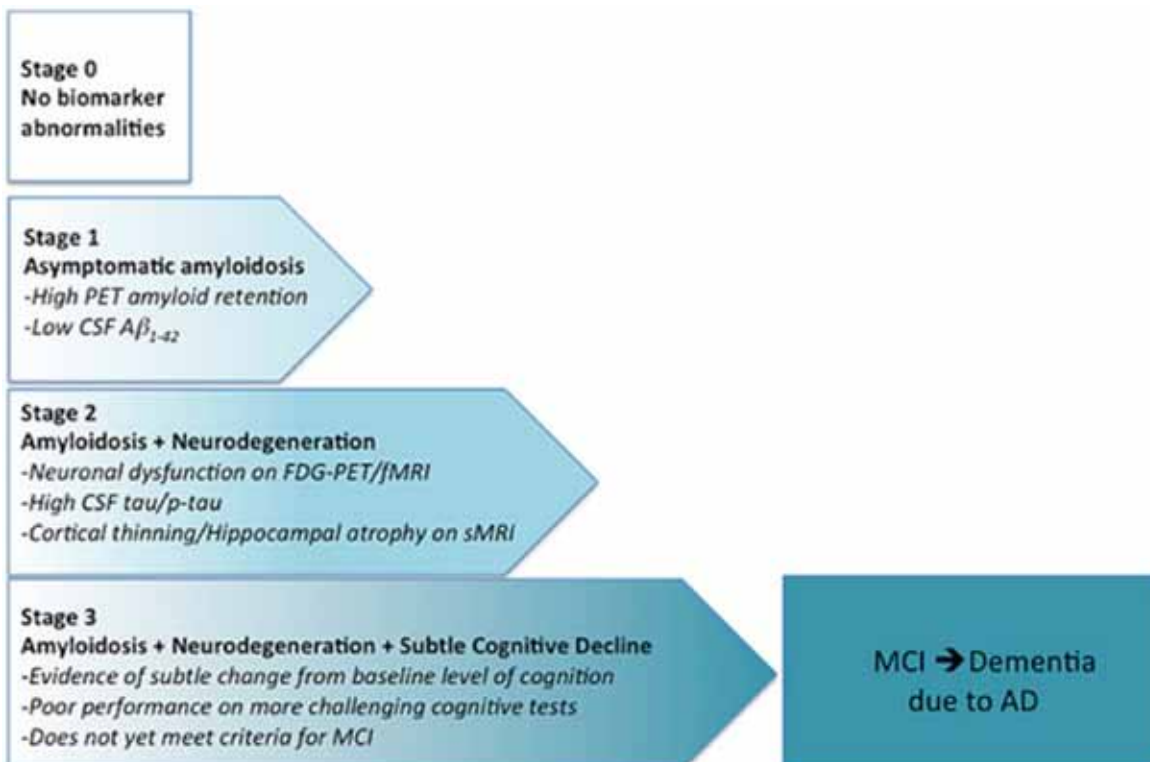 Stage 0
No biomarker
abnormalities
Stage 1
Asymptomatic amyloidosis
-High PET amyloid retention
-Low CSF Aβ1-42
Stage 2
Amyloidosis + Neurodegeneration
-Neuronal dysfunction on FDG-PET/fMRI
-High CSF tau/p-tau
-Cortical thinning/Hippocampal atrophy on sMRI
Stage 3
Amyloidosis + Neurodegeneration + Subtle Cognitive Decline
-Evidence of subtle change from baseline level of cognition
-Poor performance on more challenging cognitive tests
-Does not yet meet criteria for MCI
MCI ➔ Dementia
due to AD